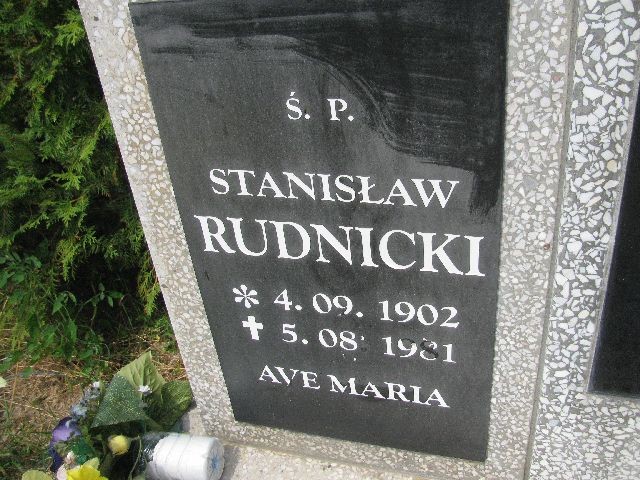 Ś. P.
STANISŁAW
RUDNICKI
* 4. 09. 1902
✝ 5. 08 1981
AVE MARIA